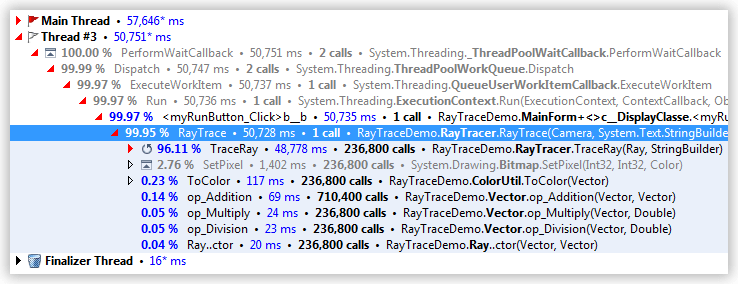 Main Thread • 57,646* ms
Thread #3 • 50,751* ms
100.00 % PerformWaitCallback • 50,751 ms • 2 calls • System.Threading._ThreadPoolWaitCallback.PerformWaitCallback
99.99 % Dispatch • 50,747 ms • 2 calls • System.Threading.ThreadPoolWorkQueue.Dispatch
99.97 % ExecuteWorkItem • 50,737 ms • 1 call • System.Threading.QueueUserWorkItemCallback.ExecuteWorkItem
99.97 % Run • 50,736 ms • 1 call • System.Threading.ExecutionContext.Run(ExecutionContext, ContextCallback, Ob
99.97 % <myRunButton_Click>b__b • 50,735 ms • 1 call • RayTraceDemo.MainForm+<>c__DisplayClasse.<myRu
99.95 % RayTrace • 50,728 ms • 1 call • RayTraceDemo.RayTracer.RayTrace(Camera, System.Text.StringBuilder
96.11 % TraceRay • 48,778 ms • 236,800 calls • RayTraceDemo.RayTracer.TraceRay(Ray, StringBuilder)
2.76 % SetPixel • 1,402 ms • 236,800 calls • System.Drawing.Bitmap.SetPixel(Int32, Int32, Color)
0.23 % ToColor • 117 ms • 236,800 calls • RayTraceDemo.ColorUtil.ToColor(Vector)
0.14 % op_Addition • 69 ms • 710,400 calls • RayTraceDemo.Vector.op_Addition(Vector, Vector)
0.05 % op_Multiply • 24 ms • 236,800 calls • RayTraceDemo.Vector.op_Multiply(Vector, Double)
0.05 % op_Division • 23 ms • 236,800 calls • RayTraceDemo.Vector.op_Division(Vector, Double)
0.04 % Ray..ctor • 20 ms • 236,800 calls • RayTraceDemo.Ray..ctor(Vector, Vector)
Finalizer Thread • 16* ms